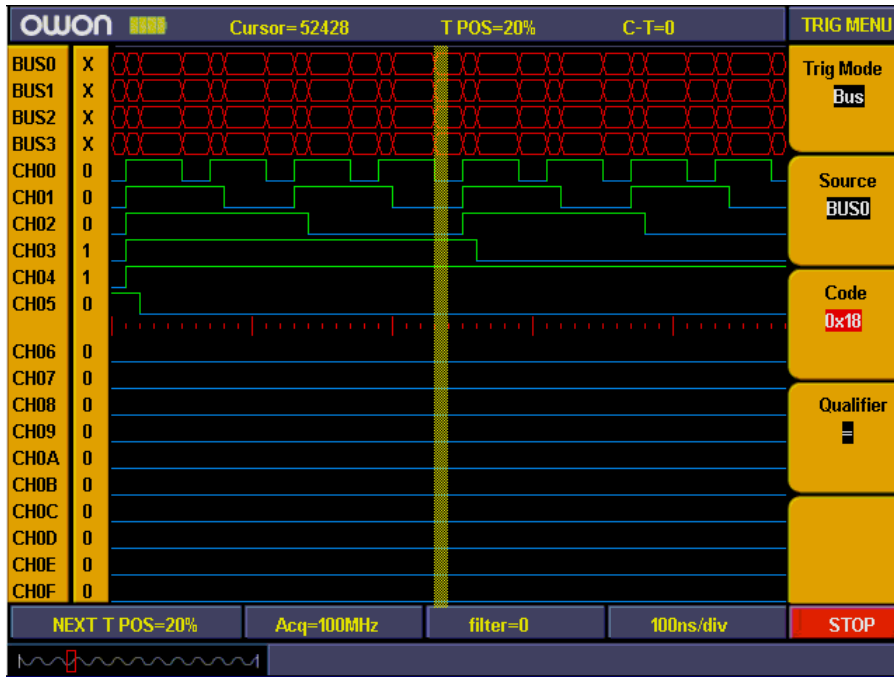 OWON Cursor=52428 T POS=20% C-T=0 TRIG MENU
BUS0 X
BUS1 X
BUS2 X
BUS3 X
CH00 0
CH01 0
CH02 0
CH03 1
CH04 1
CH05 0
CH06 0
CH07 0
CH08 0
CH09 0
CH0A 0
CH0B 0
CH0C 0
CH0D 0
CH0E 0
CH0F 0
Trig Mode
Bus
Source
BUS0
Code
0x18
Qualifier
=
NEXT T POS=20% Acq=100MHz filter=0 100ns/div STOP